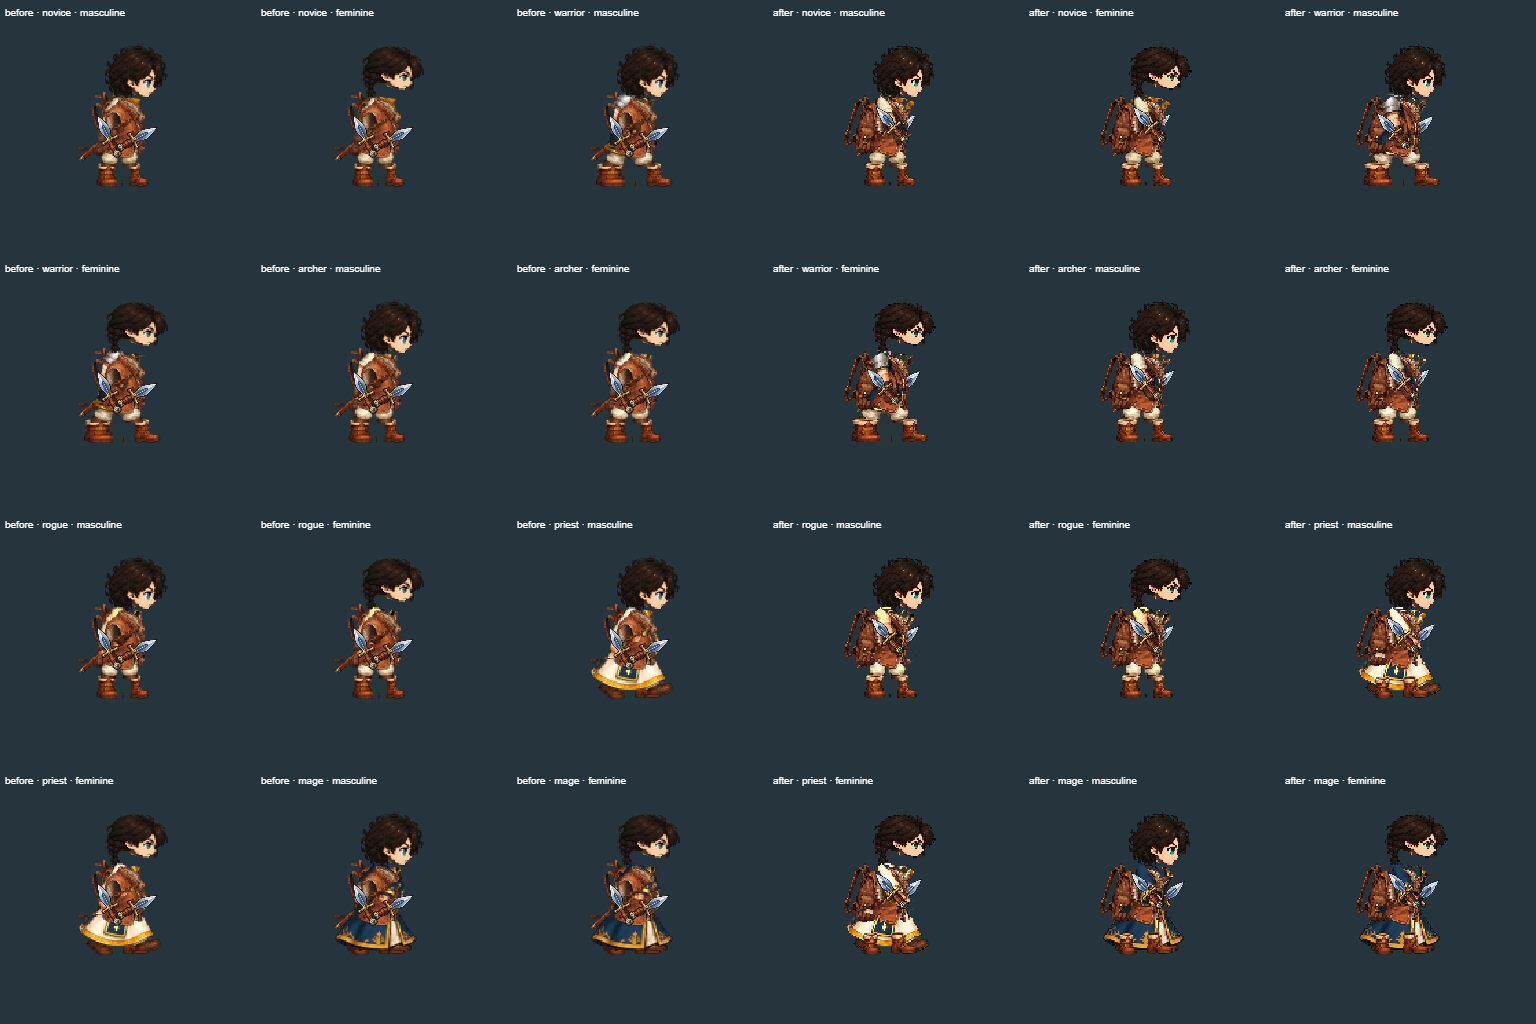 before · novice · masculine
before · novice · feminine
before · warrior · masculine
after · novice · masculine
after · novice · feminine
after · warrior · masculine
before · warrior · feminine
before · archer · masculine
before · archer · feminine
after · warrior · feminine
after · archer · masculine
after · archer · feminine
before · rogue · masculine
before · rogue · feminine
before · priest · masculine
after · rogue · masculine
after · rogue · feminine
after · priest · masculine
before · priest · feminine
before · mage · masculine
before · mage · feminine
after · priest · feminine
after · mage · masculine
after · mage · feminine